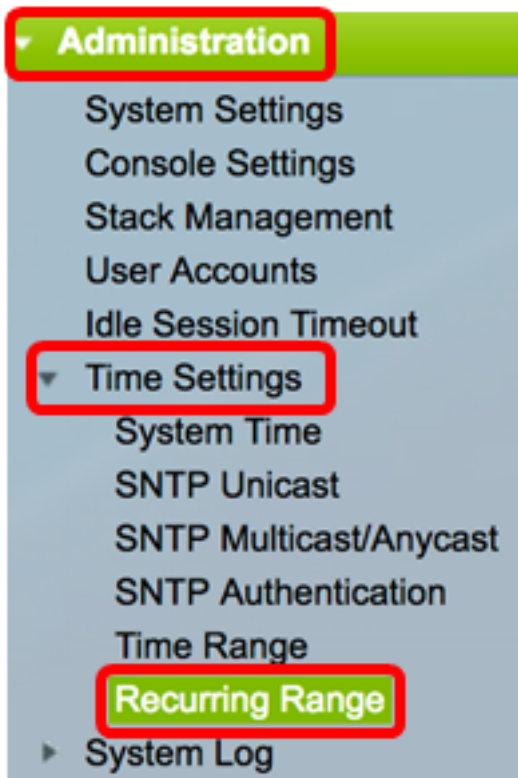 Administration
System Settings
Console Settings
Stack Management
User Accounts
Idle Session Timeout
Time Settings
System Time
SNTP Unicast
SNTP Multicast/Anycast
SNTP Authentication
Time Range
Recurring Range
System Log